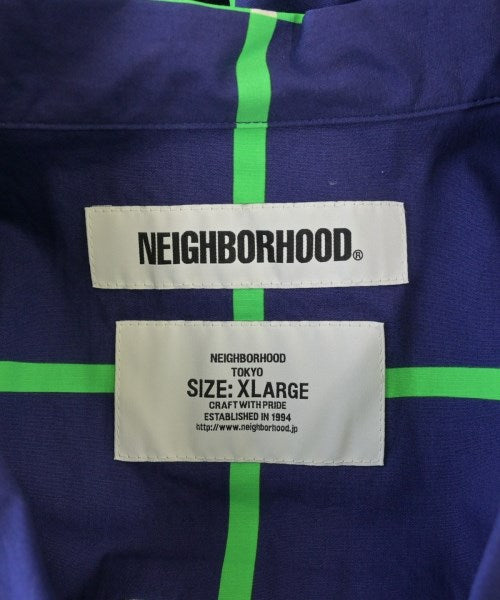 NEIGHBORHOOD®
NEIGHBORHOOD
TOKYO
SIZE: XLARGE
CRAFT WITH PRIDE
ESTABLISHED IN 1994
http://www.neighborhood.jp